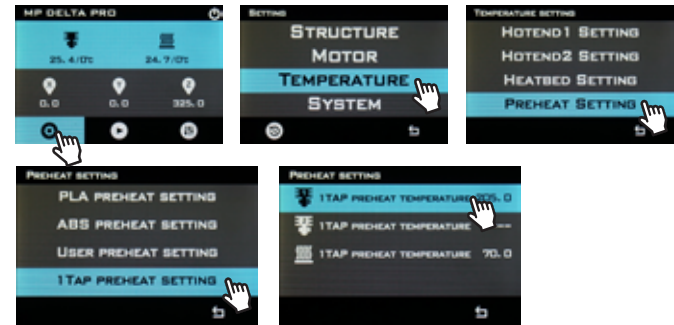 MP DELTA PRO
25.4/0℃
24.7/0℃
0.0
0.0
325.0
SETTING
STRUCTURE
MOTOR
TEMPERATURE
SYSTEM
TEMPERATURE SETTING
HOTEND1 SETTING
HOTEND2 SETTING
HEATBED SETTING
PREHEAT SETTING
PREHEAT SETTING
PLA PREHEAT SETTING
ABS PREHEAT SETTING
USER PREHEAT SETTING
1TAP PREHEAT SETTING
PREHEAT SETTING
1TAP PREHEAT TEMPERATURE
1TAP PREHEAT TEMPERATURE --
1TAP PREHEAT TEMPERATURE 70.0